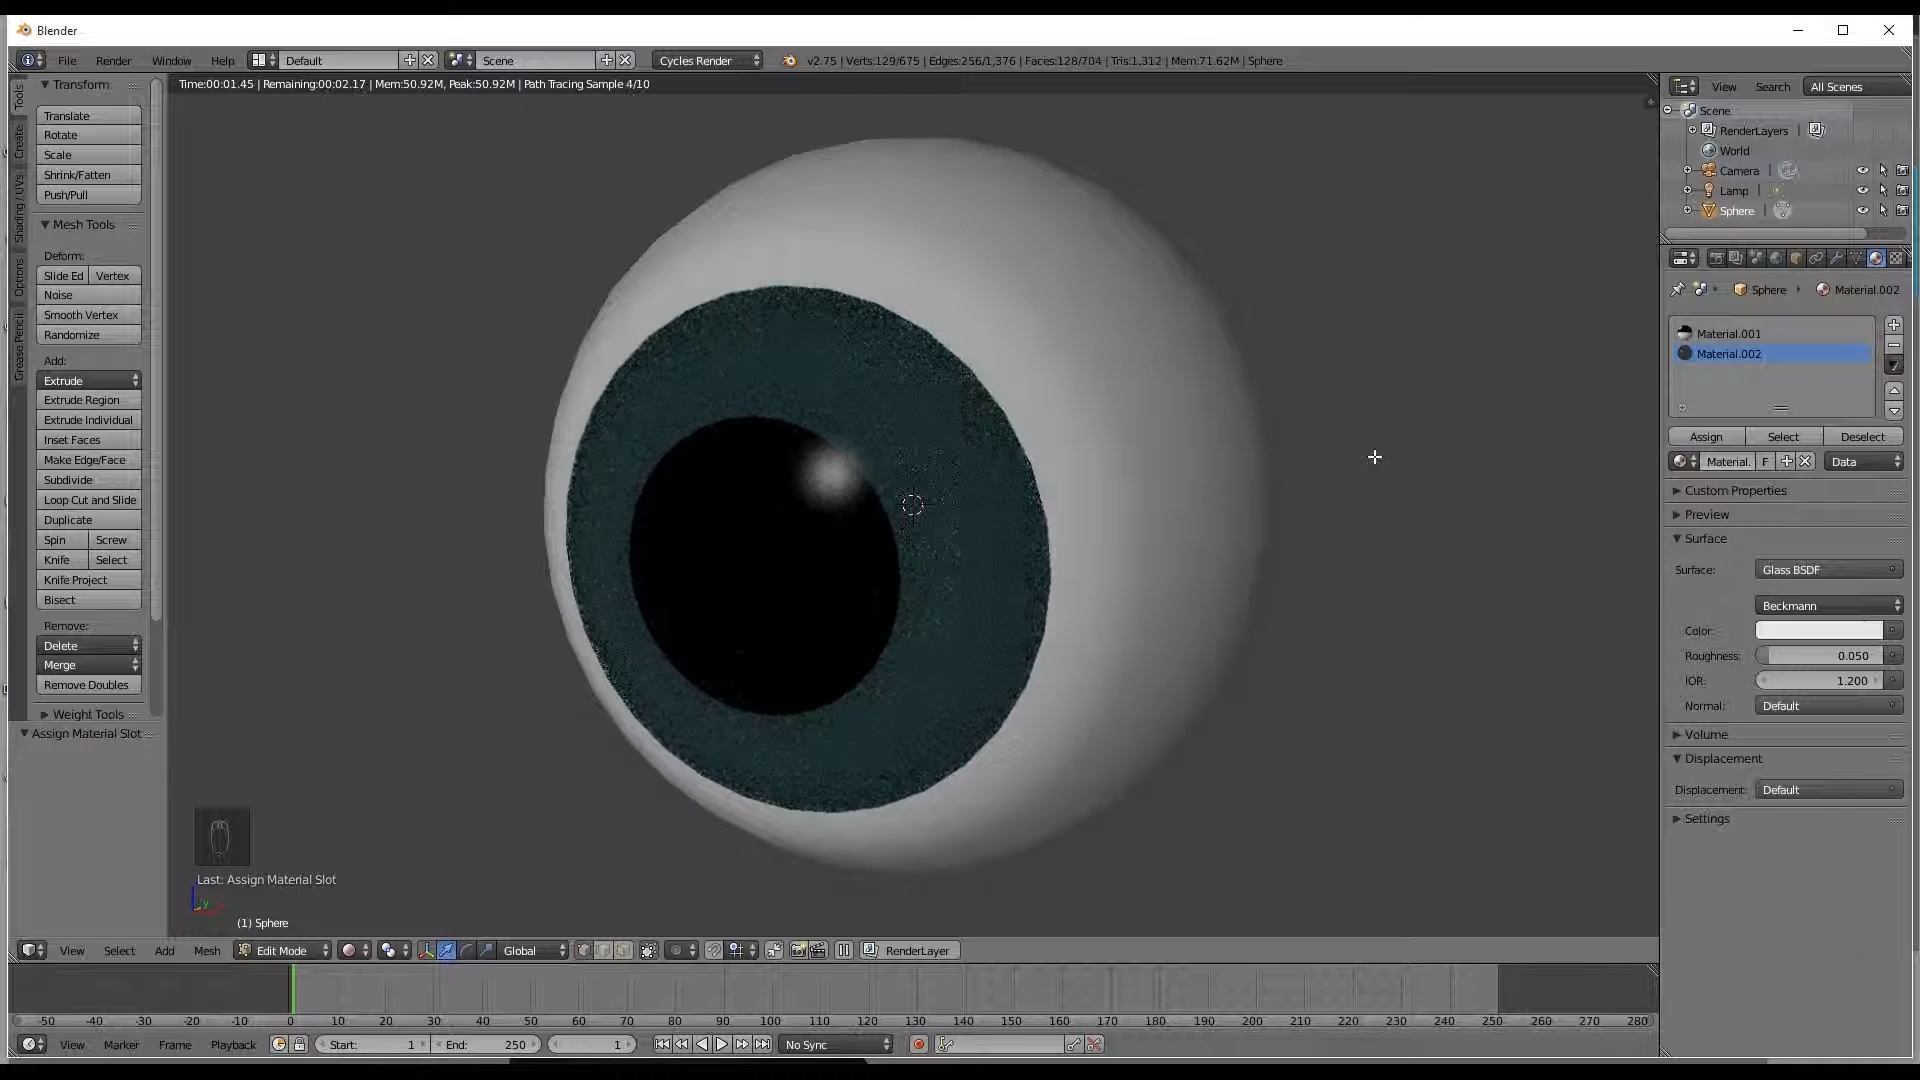 Blender
File Render Window Help Default Scene Cycles Render v2.75 | Verts:129/675 | Edges:256/1,376 | Faces:128/704 | Tris:1,312 | Mem:71.62M | Sphere
Time:00:01.45 | Remaining:00:02.17 | Mem:50.92M, Peak:50.92M | Path Tracing Sample 4/10
Tools
Create
Shading / UVs
Options
Grease Pencil
Transform
Translate
Rotate
Scale
Shrink/Fatten
Push/Pull
Mesh Tools
Deform:
Slide Ed Vertex
Noise
Smooth Vertex
Randomize
Add:
Extrude
Extrude Region
Extrude Individual
Inset Faces
Make Edge/Face
Subdivide
Loop Cut and Slide
Duplicate
Spin Screw
Knife Select
Knife Project
Bisect
Remove:
Delete
Merge
Remove Doubles
Weight Tools
Assign Material Slot
Last: Assign Material Slot
y
(1) Sphere
View Search All Scenes
Scene
RenderLayers
World
Camera
Lamp
Sphere
Sphere Material.002
Material.001
Material.002
Assign Select Deselect
Material. F Data
Custom Properties
Preview
Surface
Surface: Glass BSDF
Beckmann
Color:
Roughness: 0.050
IOR: 1.200
Normal: Default
Volume
Displacement
Displacement: Default
Settings
View Select Add Mesh Edit Mode Global RenderLayer
-50 -40 -30 -20 -10 0 10 20 30 40 50 60 70 80 90 100 110 120 130 140 150 160 170 180 190 200 210 220 230 240 250 260 270 280
View Marker Frame Playback Start: 1 End: 250 1 No Sync